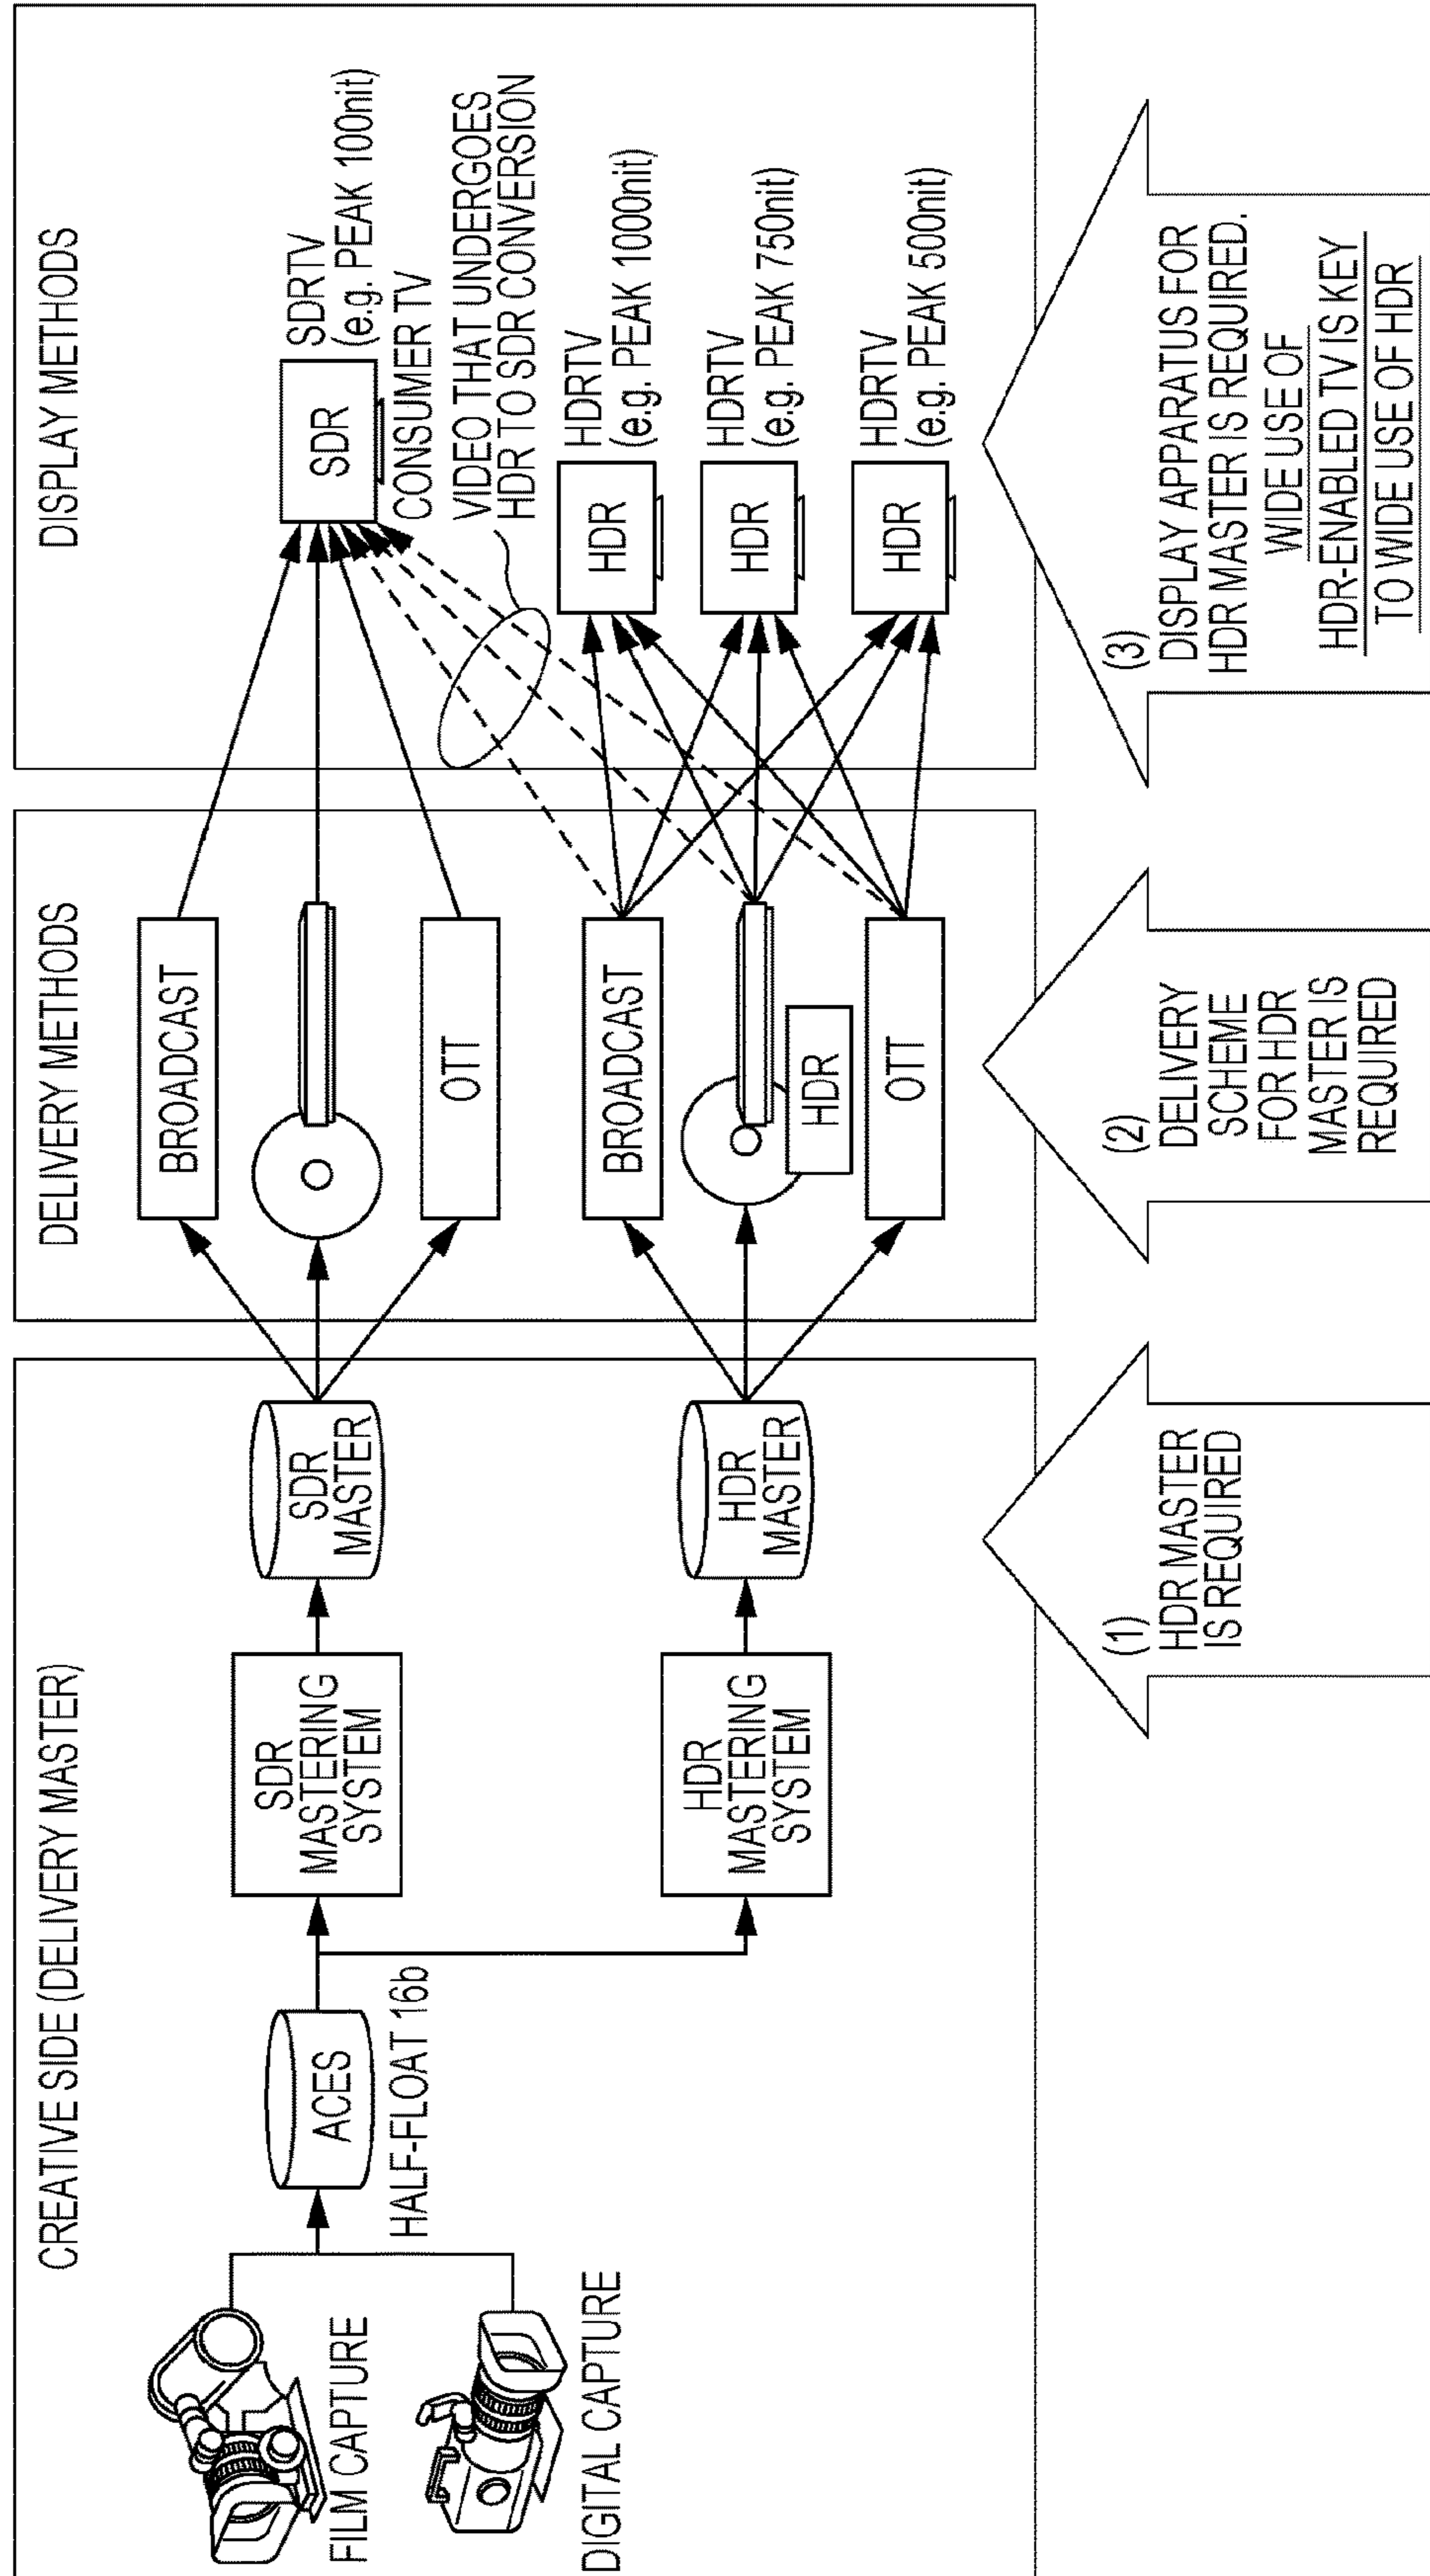 CREATIVE SIDE (DELIVERY MASTER)
FILM CAPTURE
DIGITAL CAPTURE
ACES
HALF-FLOAT 16b
SDR
MASTERING
SYSTEM
SDR
MASTER
HDR
MASTERING
SYSTEM
HDR
MASTER
DELIVERY METHODS
BROADCAST
OTT
BROADCAST
HDR
OTT
DISPLAY METHODS
SDR
SDRTV
(e.g. PEAK 100nit)
CONSUMER TV
VIDEO THAT UNDERGOES
HDR TO SDR CONVERSION
HDR
HDRTV
(e.g. PEAK 1000nit)
HDR
HDRTV
(e.g. PEAK 750nit)
HDR
HDRTV
(e.g. PEAK 500nit)
(1)
HDR MASTER
IS REQUIRED
(2)
DELIVERY
SCHEME
FOR HDR
MASTER IS
REQUIRED
(3)
DISPLAY APPARATUS FOR
HDR MASTER IS REQUIRED.
WIDE USE OF
HDR-ENABLED TV IS KEY
TO WIDE USE OF HDR